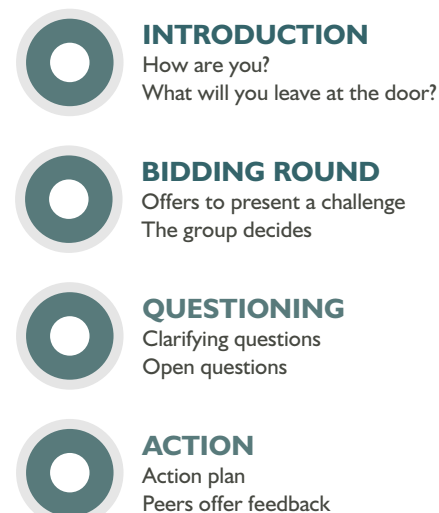 INTRODUCTION
How are you?
What will you leave at the door?
BIDDING ROUND
Offers to present a challenge
The group decides
QUESTIONING
Clarifying questions
Open questions
ACTION
Action plan
Peers offer feedback